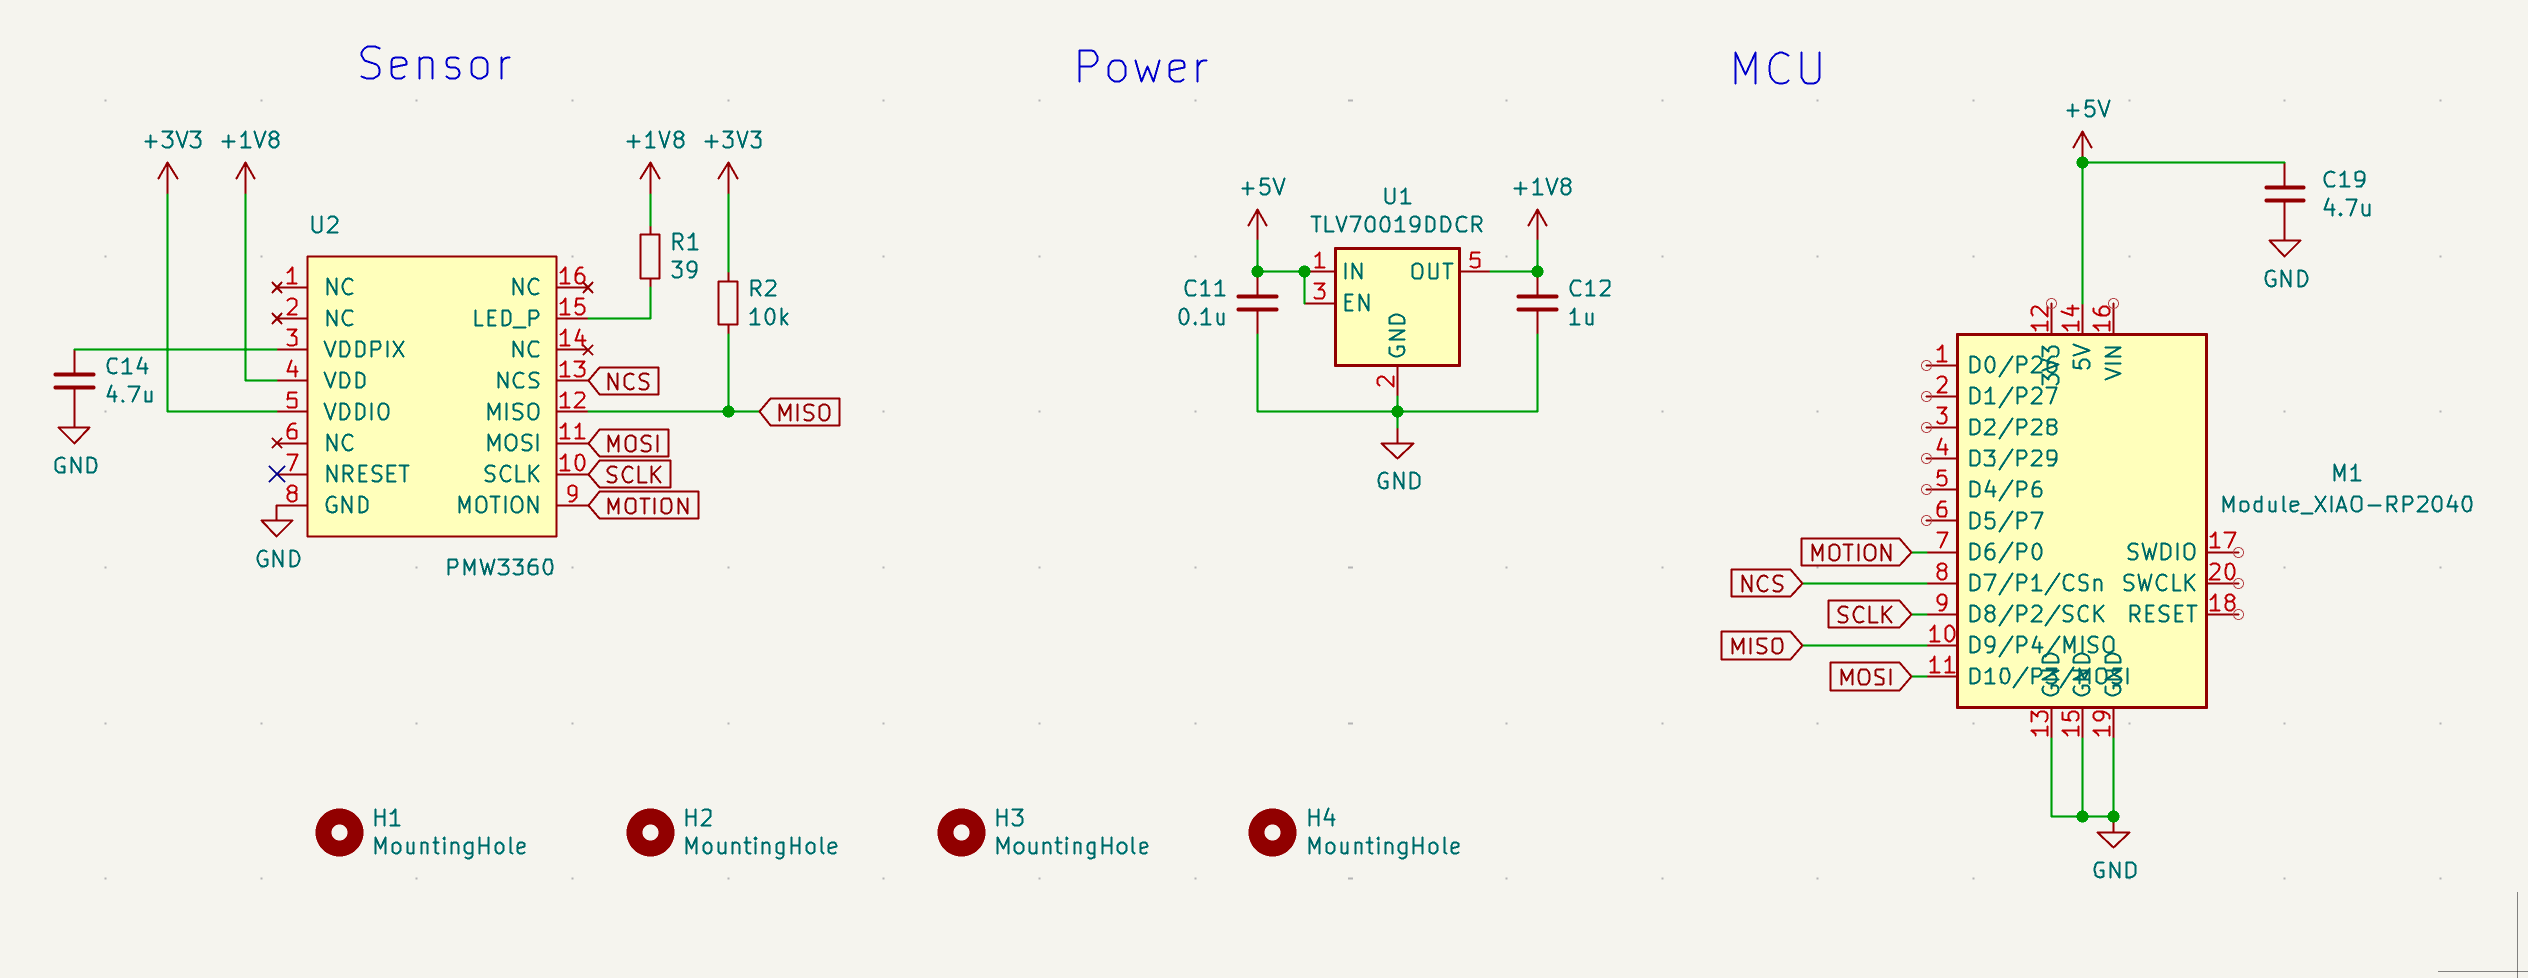 Sensor
+3V3
+1V8
+1V8
+3V3
U2
R1
39
R2
10k
1
NC
2
NC
3
VDDPIX
4
VDD
5
VDDIO
6
NC
7
NRESET
8
GND
NC
16
LED_P
15
NC
14
NCS
13
NCS
MISO
12
MISO
MOSI
11
MOSI
SCLK
10
SCLK
MOTION
9
MOTION
C14
4.7u
GND
GND
PMW3360
Power
+5V
U1
TLV70019DDCR
+1V8
1
IN
OUT
5
3
EN
GND
2
C11
0.1u
C12
1u
GND
MCU
+5V
C19
4.7u
GND
12
14
16
3V3
5V
VIN
1
D0/P26
2
D1/P27
3
D2/P28
4
D3/P29
5
D4/P6
6
D5/P7
MOTION
7
D6/P0
NCS
8
D7/P1/CSn
SCLK
9
D8/P2/SCK
MISO
10
D9/P4/MISO
MOSI
11
D10/P3/MOSI
SWDIO
17
SWCLK
20
RESET
18
M1
Module_XIAO-RP2040
GND
GND
GND
13
15
19
GND
H1
MountingHole
H2
MountingHole
H3
MountingHole
H4
MountingHole